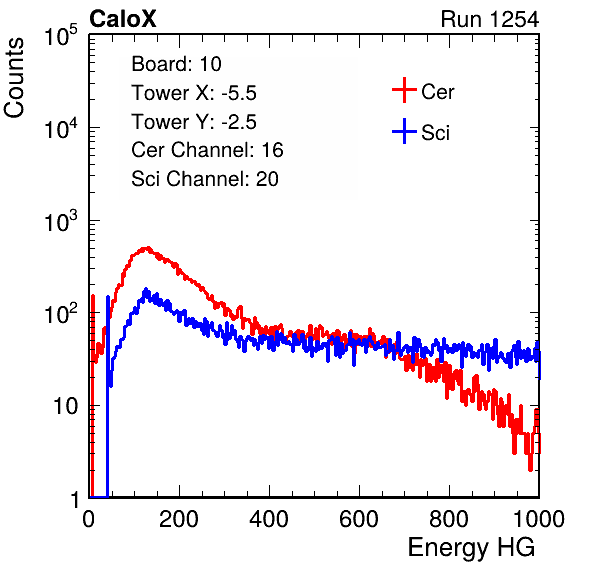 CaloX Run 1254
Counts
10^5
10^4
10^3
10^2
10
1
Board: 10
Tower X: -5.5
Tower Y: -2.5
Cer Channel: 16
Sci Channel: 20
Cer
Sci
0 200 400 600 800 1000
Energy HG